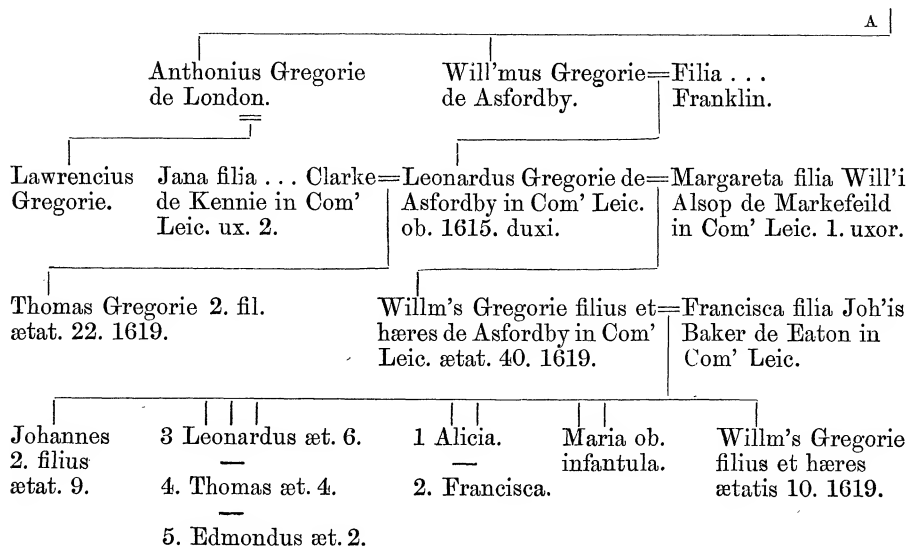 A
Anthonius Gregorie
de London.
Will'mus Gregorie=Filia . . .
de Asfordby. Franklin.
Lawrencius
Gregorie.
Jana filia . . . Clarke=Leonardus Gregorie de=Margareta filia Will'i
de Kennie in Com' Asfordby in Com' Leic. Alsop de Markefeild
Leic. ux. 2. ob. 1615. duxi. in Com' Leic. 1. uxor.
Thomas Gregorie 2. fil.
ætat. 22. 1619.
Willm's Gregorie filius et=Francisca filia Joh'is
hæres de Asfordby in Com' Baker de Eaton in
Leic. ætat. 40. 1619. Com' Leic.
Johannes
2. filius
ætat. 9.
3 Leonardus æt. 6.
4. Thomas æt. 4.
5. Edmondus æt. 2.
1 Alicia.
2. Francisca.
Maria ob.
infantula.
Willm's Gregorie
filius et hæres
ætatis 10. 1619.